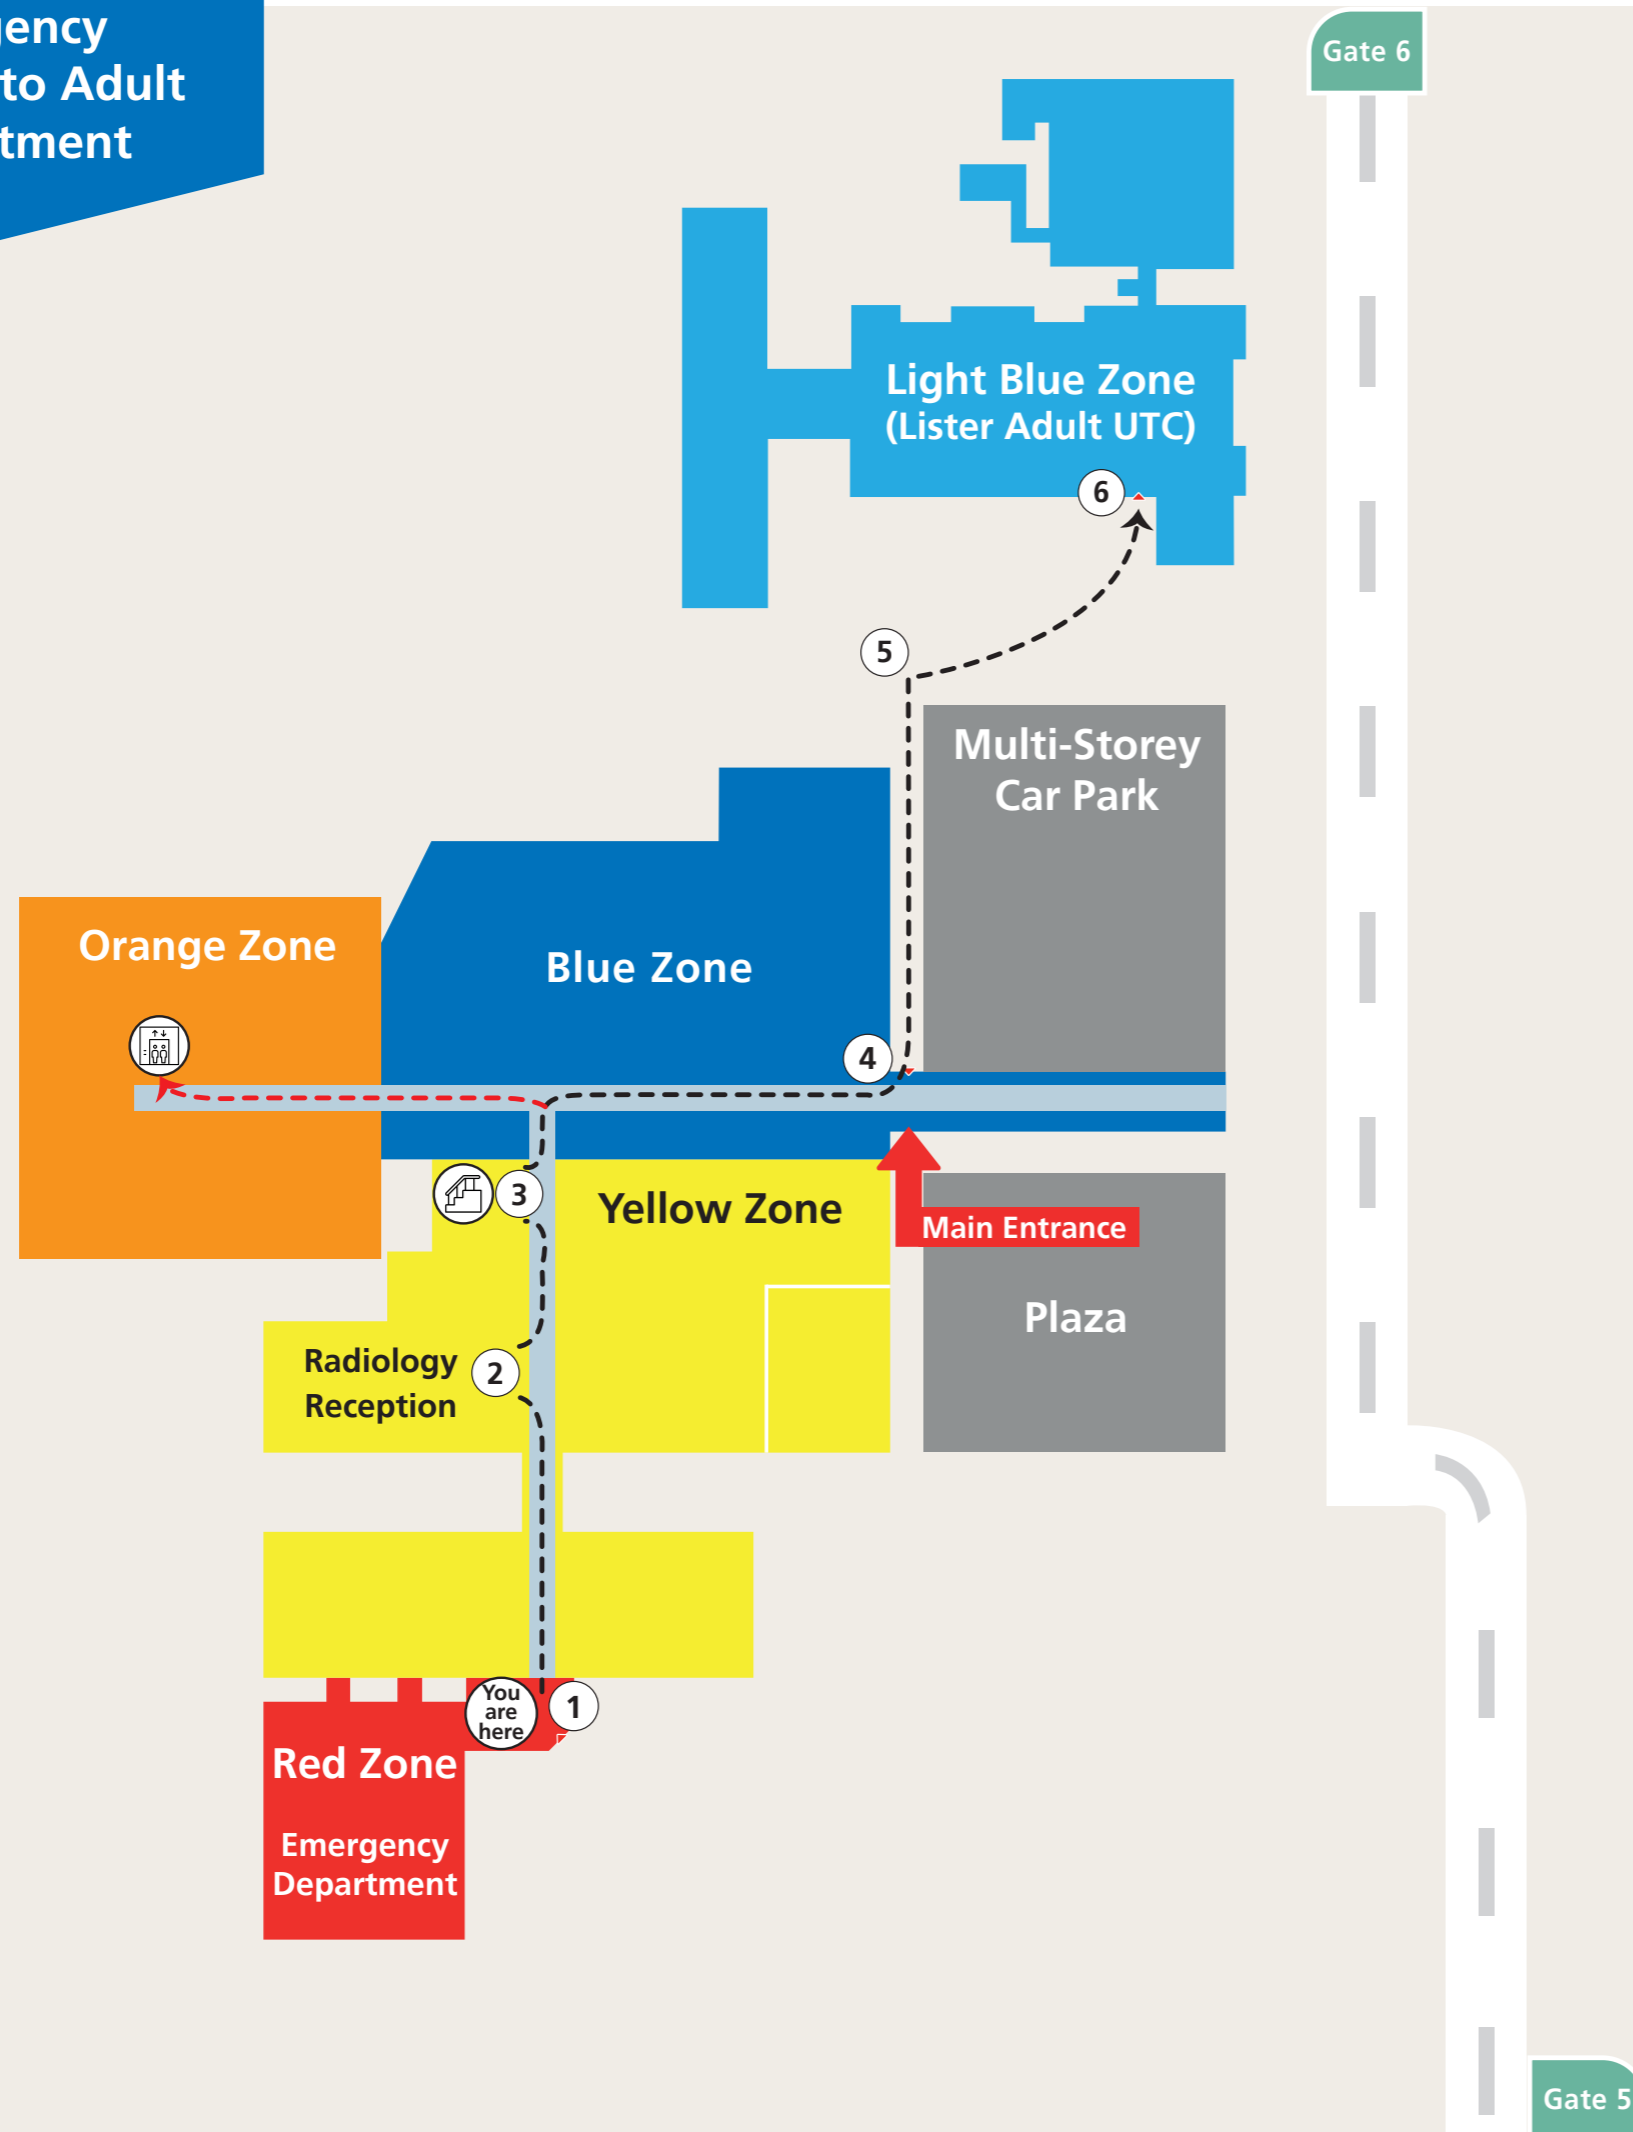 to Adult
Gate 6
Light Blue Zone
(Lister Adult UTC)
6
5
Multi-Storey
Car Park
Orange Zone
Blue Zone
4
3
Yellow Zone
Main Entrance
Plaza
Radiology
Reception
2
You
are
here
1
Red Zone
Emergency
Department
Gate 5